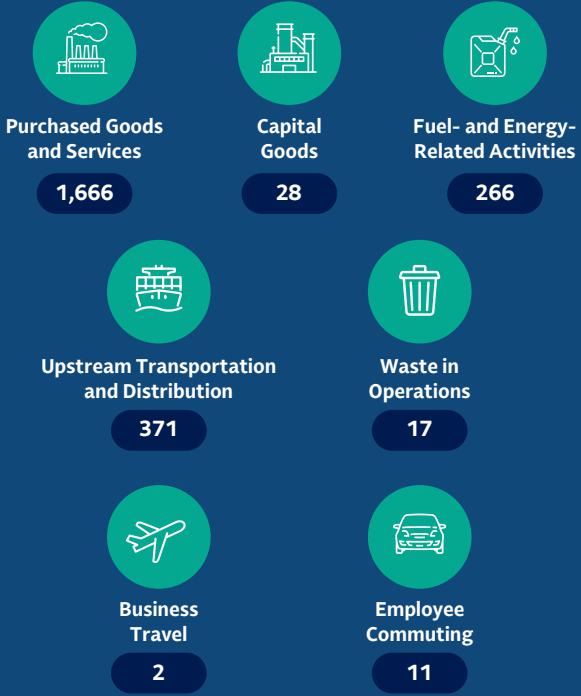 Purchased Goods
and Services
1,666
Capital
Goods
28
Fuel- and Energy-
Related Activities
266
Upstream Transportation
and Distribution
371
Waste in
Operations
17
Business
Travel
2
Employee
Commuting
11